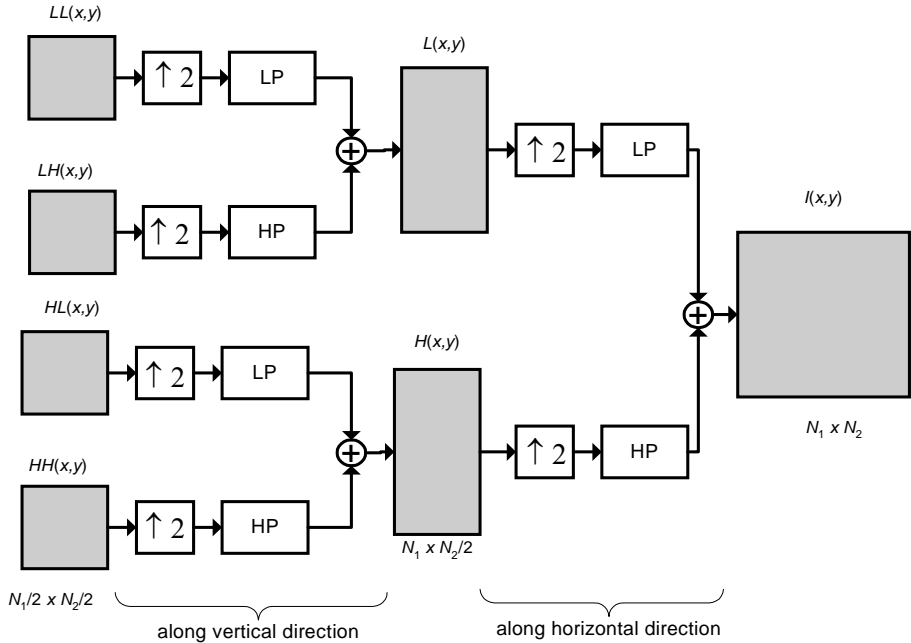 LL(x,y)
↑ 2
LP
L(x,y)
↑ 2
LP
+
LH(x,y)
↑ 2
HP
I(x,y)
+
HL(x,y)
↑ 2
LP
H(x,y)
N₁ x N₂
+
↑ 2
HP
HH(x,y)
↑ 2
HP
N₁ x N₂/2
N₁/2 x N₂/2
along vertical direction
along horizontal direction